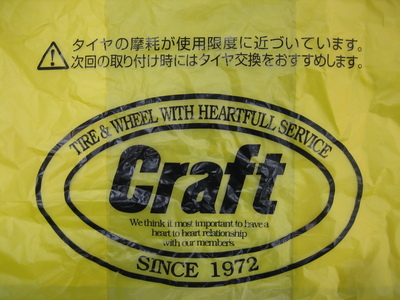 タイヤの摩耗が使用限度に近づいています。
次回の取り付け時にはタイヤ交換をおすすめします。
TIRE & WHEEL WITH HEARTFULL SERVICE
Craft
We think it most important to have a
heart to heart relationship
with our member's.
SINCE 1972